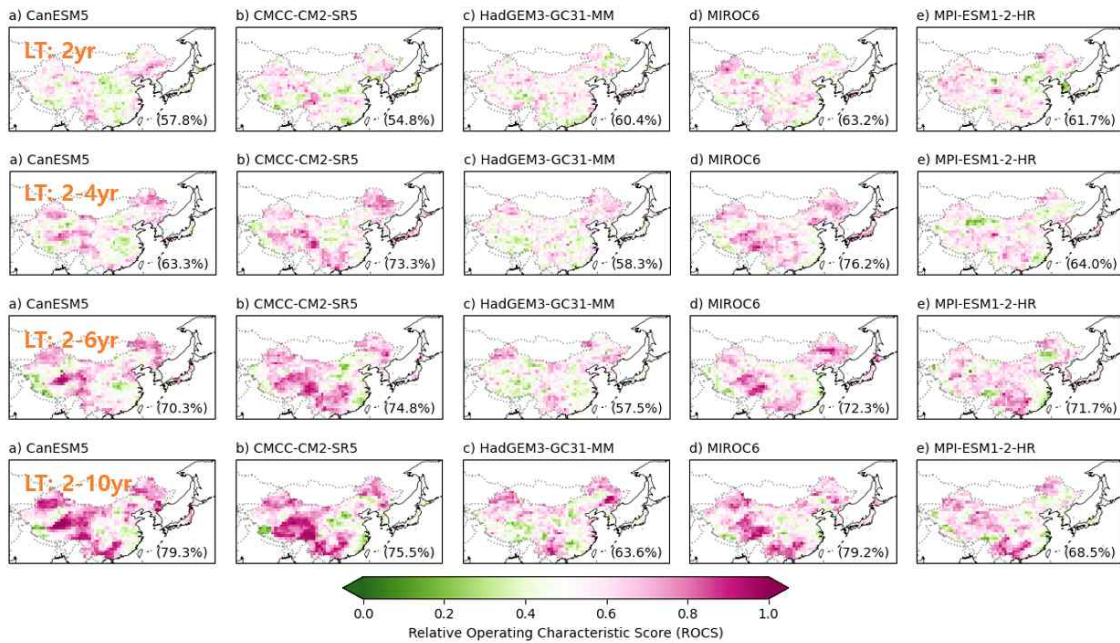 a) CanESM5
b) CMCC-CM2-SR5
c) HadGEM3-GC31-MM
d) MIROC6
e) MPI-ESM1-2-HR
LT: 2yr
(57.8%)
(54.8%)
(60.4%)
(63.2%)
(61.7%)
a) CanESM5
b) CMCC-CM2-SR5
c) HadGEM3-GC31-MM
d) MIROC6
e) MPI-ESM1-2-HR
LT: 2-4yr
(63.3%)
(73.3%)
(58.3%)
(76.2%)
(64.0%)
a) CanESM5
b) CMCC-CM2-SR5
c) HadGEM3-GC31-MM
d) MIROC6
e) MPI-ESM1-2-HR
LT: 2-6yr
(70.3%)
(74.8%)
(57.5%)
(72.3%)
(71.7%)
a) CanESM5
b) CMCC-CM2-SR5
c) HadGEM3-GC31-MM
d) MIROC6
e) MPI-ESM1-2-HR
LT: 2-10yr
(79.3%)
(75.5%)
(63.6%)
(79.2%)
(68.5%)
0.0 0.2 0.4 0.6 0.8 1.0
Relative Operating Characteristic Score (ROCS)